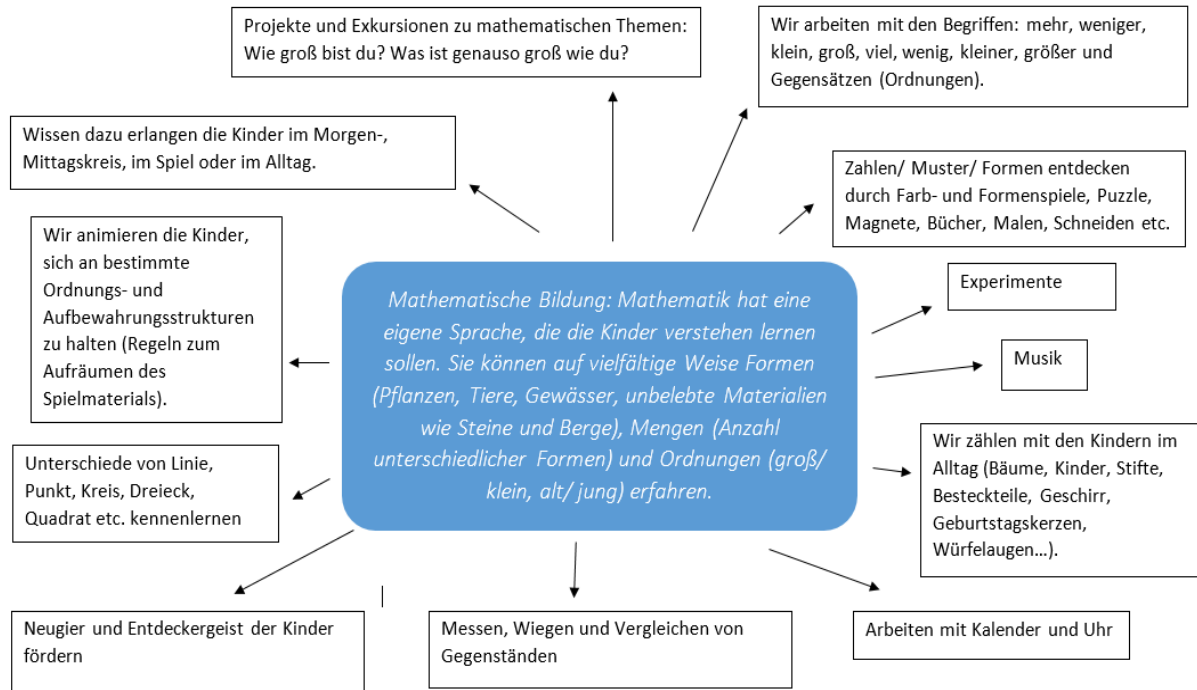 Projekte und Exkursionen zu mathematischen Themen:
Wie groß bist du? Was ist genauso groß wie du?
Wir arbeiten mit den Begriffen: mehr, weniger,
klein, groß, viel, wenig, kleiner, größer und
Gegensätzen (Ordnungen).
Wissen dazu erlangen die Kinder im Morgen-,
Mittagskreis, im Spiel oder im Alltag.
Zahlen/ Muster/ Formen entdecken
durch Farb- und Formenspiele, Puzzle,
Magnete, Bücher, Malen, Schneiden etc.
Wir animieren die Kinder,
sich an bestimmte
Ordnungs- und
Aufbewahrungsstrukturen
zu halten (Regeln zum
Aufräumen des
Spielmaterials).
Mathematische Bildung: Mathematik hat eine
eigene Sprache, die die Kinder verstehen lernen
sollen. Sie können auf vielfältige Weise Formen
(Pflanzen, Tiere, Gewässer, unbelebte Materialien
wie Steine und Berge), Mengen (Anzahl
unterschiedlicher Formen) und Ordnungen (groß/
klein, alt/ jung) erfahren.
Experimente
Musik
Unterschiede von Linie,
Punkt, Kreis, Dreieck,
Quadrat etc. kennenlernen
Wir zählen mit den Kindern im
Alltag (Bäume, Kinder, Stifte,
Besteckteile, Geschirr,
Geburtstagskerzen,
Würfelaugen…).
Neugier und Entdeckergeist der Kinder
fördern
Messen, Wiegen und Vergleichen von
Gegenständen
Arbeiten mit Kalender und Uhr